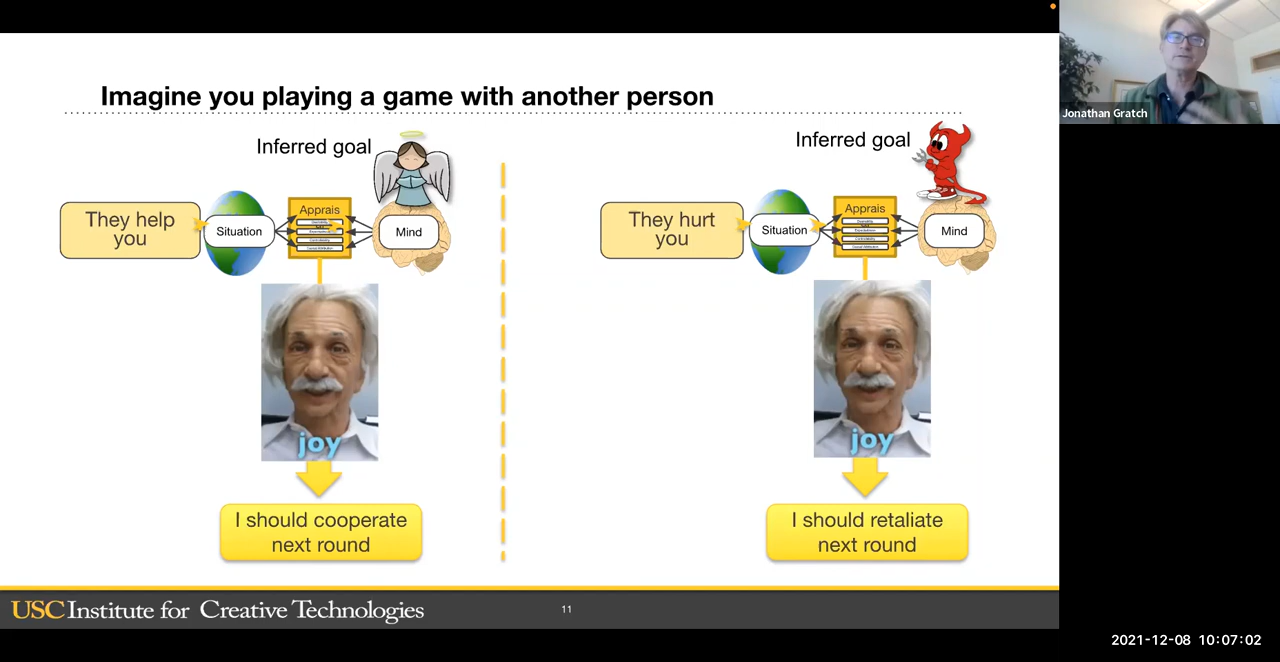 Imagine you playing a game with another person
Jonathan Gratch
Inferred goal
They help
you
Situation
Apprais
Mind
joy
I should cooperate
next round
Inferred goal
They hurt
you
Situation
Apprais
Mind
joy
I should retaliate
next round
USC Institute for Creative Technologies
11
2021-12-08 10:07:02